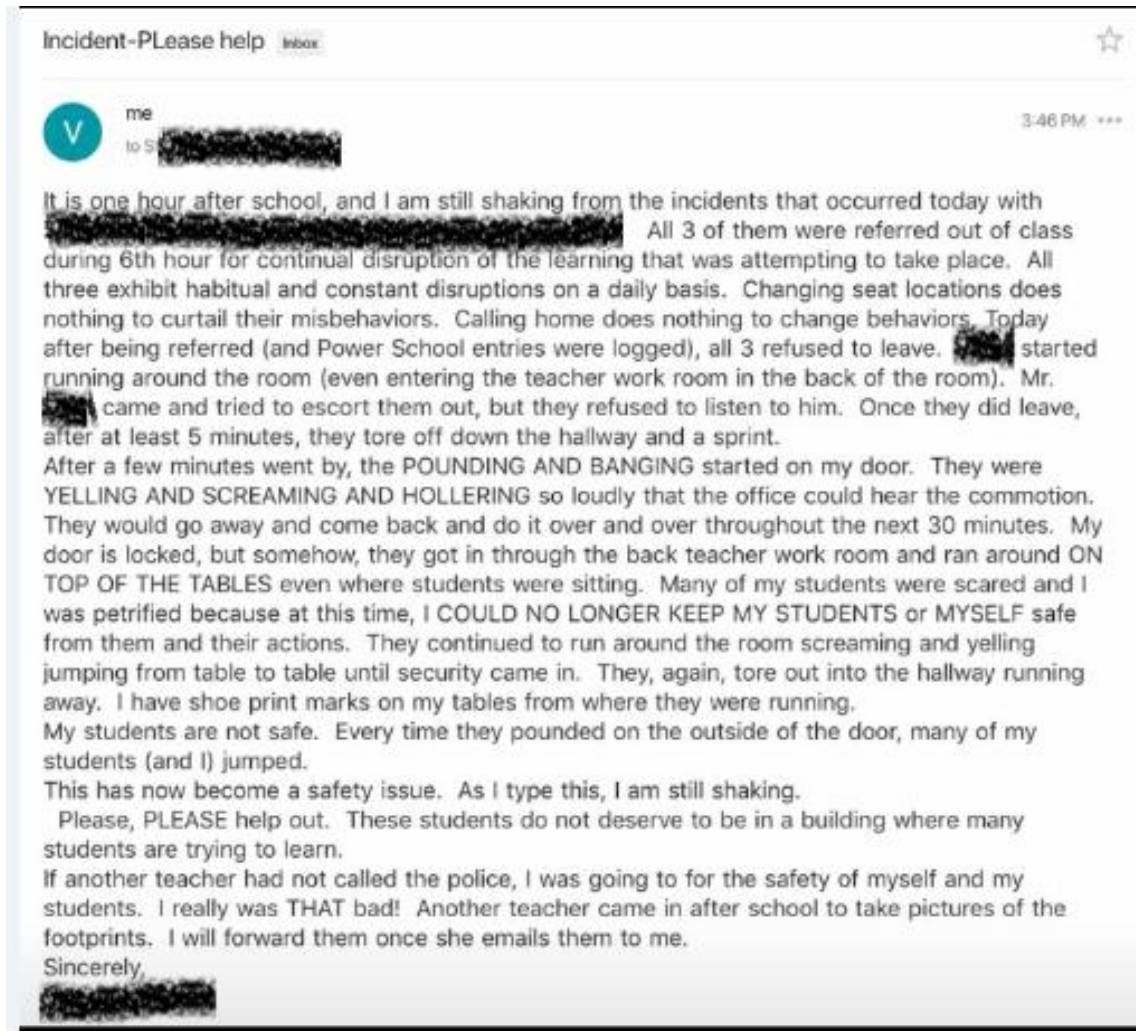 Incident-PLease help Inbox
V
me
3:46 PM
to S
It is one hour after school, and I am still shaking from the incidents that occurred today with
All 3 of them were referred out of class
during 6th hour for continual disruption of the learning that was attempting to take place. All
three exhibit habitual and constant disruptions on a daily basis. Changing seat locations does
nothing to curtail their misbehaviors. Calling home does nothing to change behaviors. Today
after being referred (and Power School entries were logged), all 3 refused to leave. started
running around the room (even entering the teacher work room in the back of the room). Mr.
came and tried to escort them out, but they refused to listen to him. Once they did leave,
after at least 5 minutes, they tore off down the hallway and a sprint.
After a few minutes went by, the POUNDING AND BANGING started on my door. They were
YELLING AND SCREAMING AND HOLLERING so loudly that the office could hear the commotion.
They would go away and come back and do it over and over throughout the next 30 minutes. My
door is locked, but somehow, they got in through the back teacher work room and ran around ON
TOP OF THE TABLES even where students were sitting. Many of my students were scared and I
was petrified because at this time, I COULD NO LONGER KEEP MY STUDENTS or MYSELF safe
from them and their actions. They continued to run around the room screaming and yelling
jumping from table to table until security came in. They, again, tore out into the hallway running
away. I have shoe print marks on my tables from where they were running.
My students are not safe. Every time they pounded on the outside of the door, many of my
students (and I) jumped.
This has now become a safety issue. As I type this, I am still shaking.
Please, PLEASE help out. These students do not deserve to be in a building where many
students are trying to learn.
If another teacher had not called the police, I was going to for the safety of myself and my
students. I really was THAT bad! Another teacher came in after school to take pictures of the
footprints. I will forward them once she emails them to me.
Sincerely,